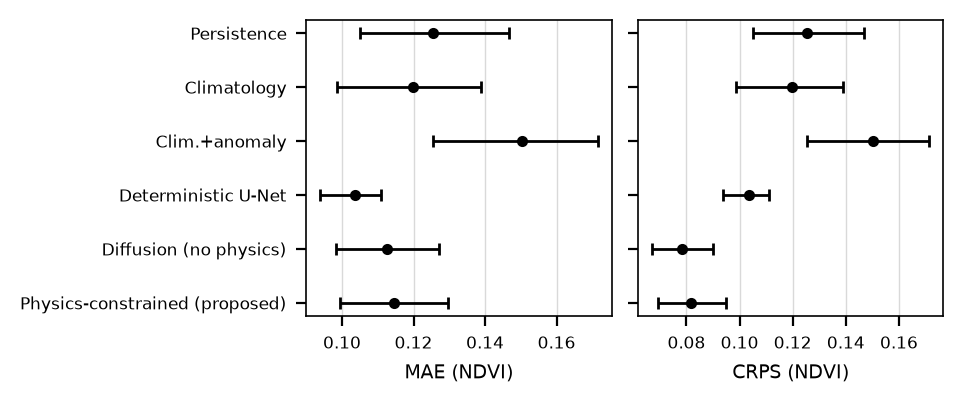 Persistence
Climatology
Clim.+anomaly
Deterministic U-Net
Diffusion (no physics)
Physics-constrained (proposed)
0.10 0.12 0.14 0.16
MAE (NDVI)
0.08 0.10 0.12 0.14 0.16
CRPS (NDVI)